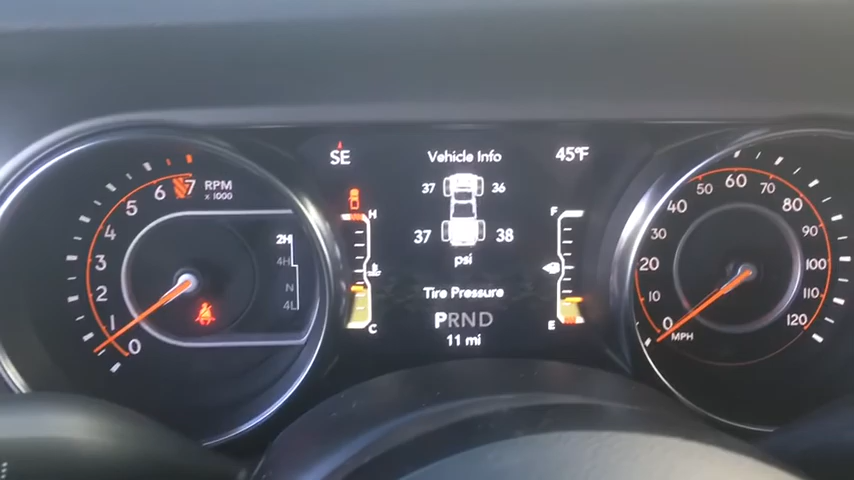 SE
Vehicle Info
45°F
37 36
37 38
psi
Tire Pressure
PRND
11 mi
0
1
2
3
4
5
6
7
RPM
x 1000
2H
4H
N
4L
H
C
F
E
0
10
20
30
40
50
60
70
80
90
100
110
120
MPH